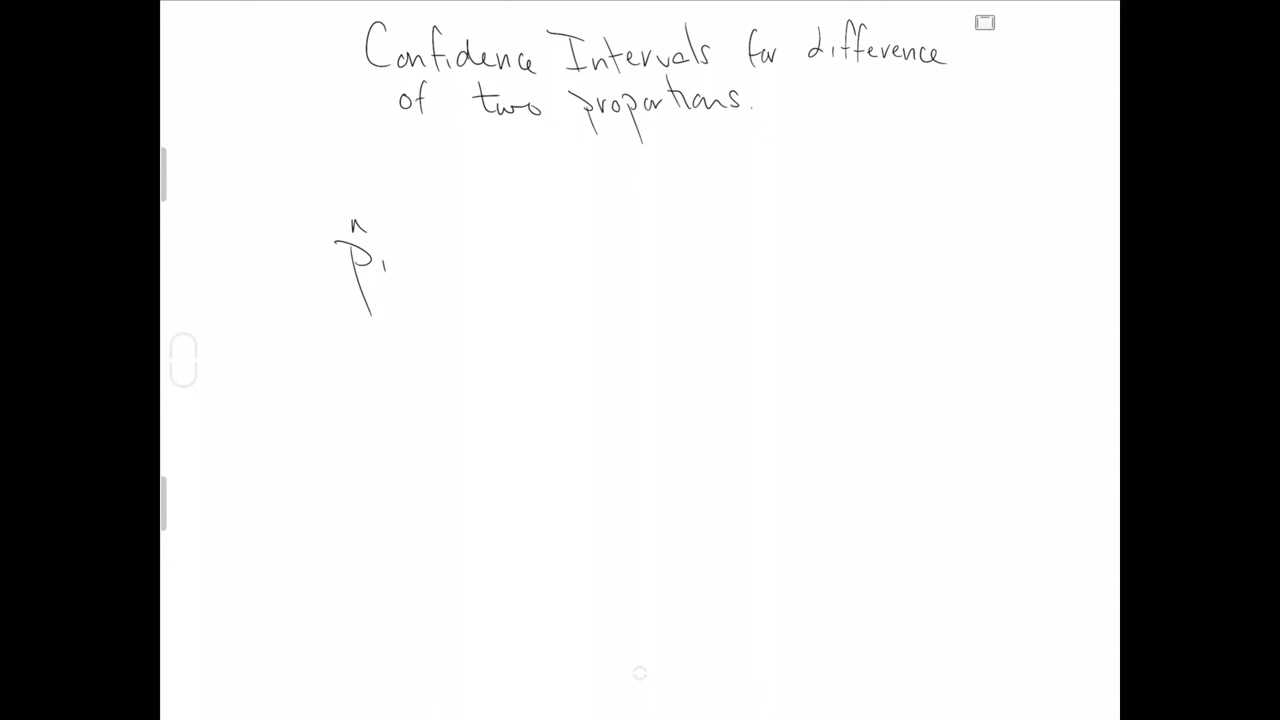 Confidence Intervals for difference
of two proportions.
p̂₁